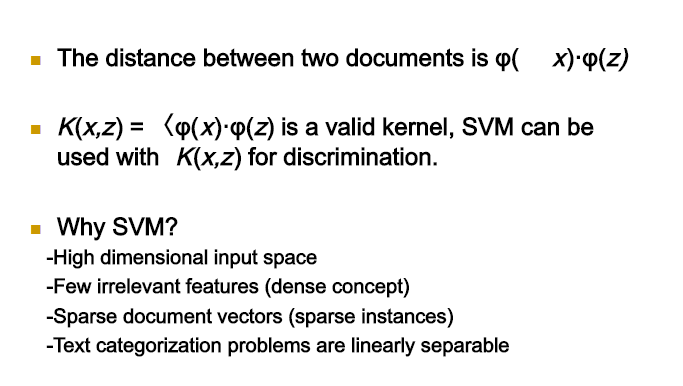 The distance between two documents is φ( x)·φ(z)
K(x,z) = 〈φ(x)·φ(z) is a valid kernel, SVM can be
used with K(x,z) for discrimination.
Why SVM?
-High dimensional input space
-Few irrelevant features (dense concept)
-Sparse document vectors (sparse instances)
-Text categorization problems are linearly separable